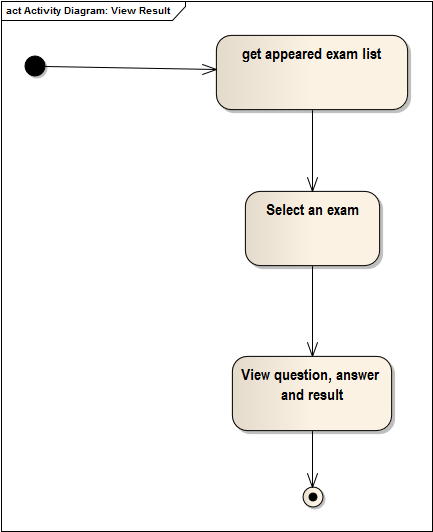 act Activity Diagram: View Result
get appeared exam list
Select an exam
View question, answer
and result